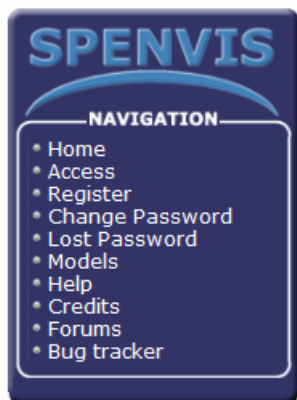 SPENVIS
NAVIGATION
Home
Access
Register
Change Password
Lost Password
Models
Help
Credits
Forums
Bug tracker